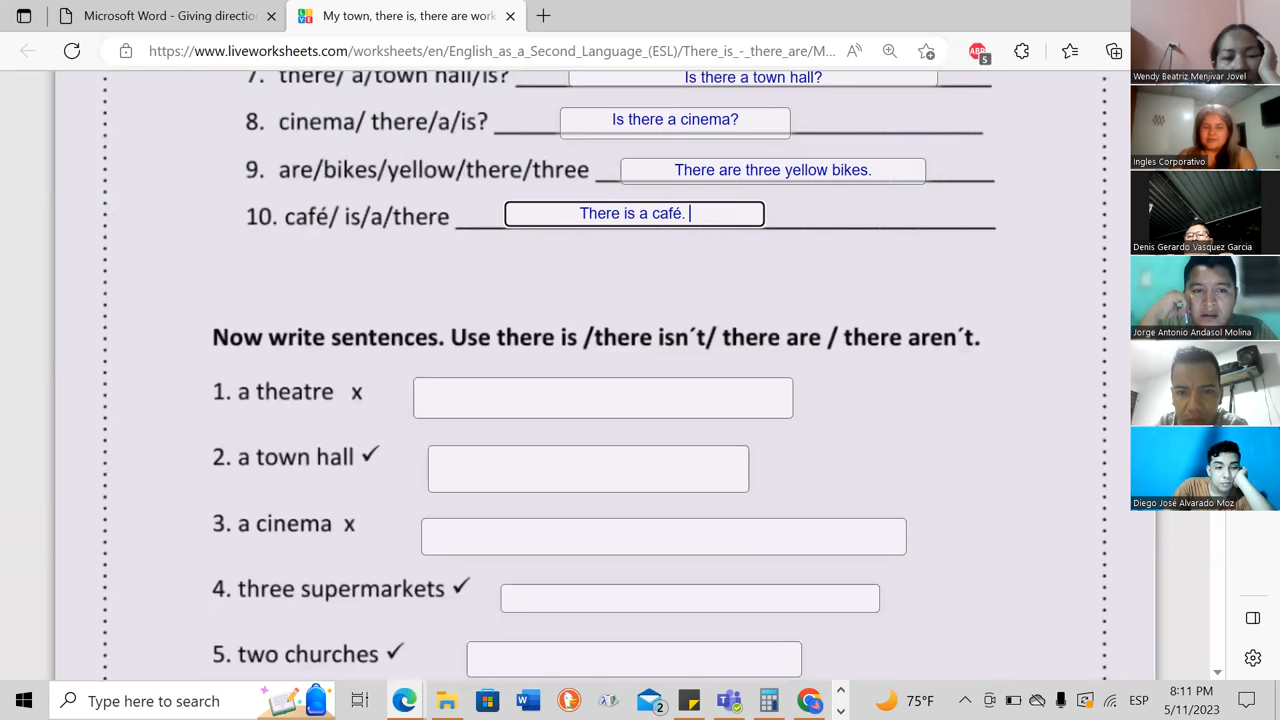 Microsoft Word - Giving direction
My town, there is, there are work
https://www.liveworksheets.com/worksheets/en/English_as_a_Second_Language_(ESL)/There_is_-_there_are/M...
7. there/ a/town hall/is? Is there a town hall?
8. cinema/ there/a/is? Is there a cinema?
9. are/bikes/yellow/there/three There are three yellow bikes.
10. café/ is/a/there There is a café.
Now write sentences. Use there is /there isn´t/ there are / there aren´t.
1. a theatre x
2. a town hall ✓
3. a cinema x
4. three supermarkets ✓
5. two churches ✓
Wendy Beatriz Menjivar Jovel
Ingles Corporativo
Denis Gerardo Vasquez Garcia
Jorge Antonio Andasol Molina
Diego José Alvarado Moz
Type here to search
2
75°F
ESP
8:11 PM
5/11/2023
ABP
5
LIVE